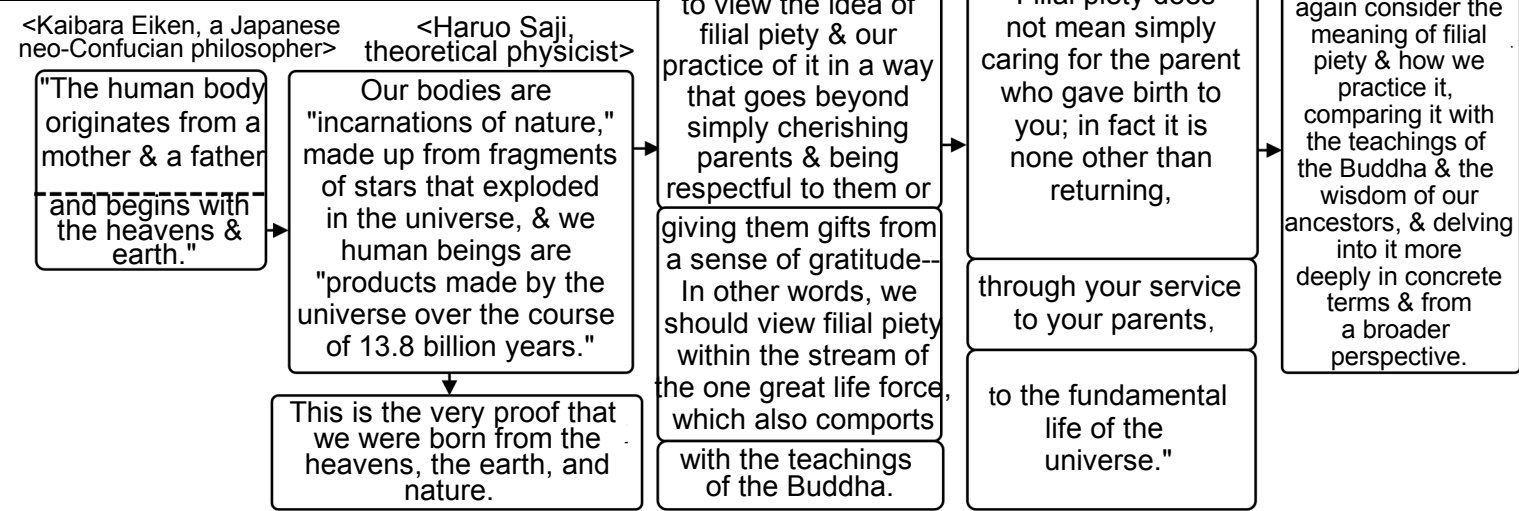 <Kaibara Eiken, a Japanese
neo-Confucian philosopher>
"The human body
originates from a
mother & a father
and begins with
the heavens &
earth."
<Haruo Saji,
theoretical physicist>
Our bodies are
"incarnations of nature,"
made up from fragments
of stars that exploded
in the universe, & we
human beings are
"products made by the
universe over the course
of 13.8 billion years."
This is the very proof that
we were born from the
heavens, the earth, and
nature.
to view the idea of
filial piety & our
practice of it in a way
that goes beyond
simply cherishing
parents & being
respectful to them or
giving them gifts from
a sense of gratitude--
In other words, we
should view filial piety
within the stream of
the one great life force,
which also comports
with the teachings
of the Buddha.
Filial piety does
not mean simply
caring for the parent
who gave birth to
you; in fact it is
none other than
returning,
through your service
to your parents,
to the fundamental
life of the
universe."
again consider the
meaning of filial
piety & how we
practice it,
comparing it with
the teachings of
the Buddha & the
wisdom of our
ancestors, & delving
into it more
deeply in concrete
terms & from
a broader
perspective.